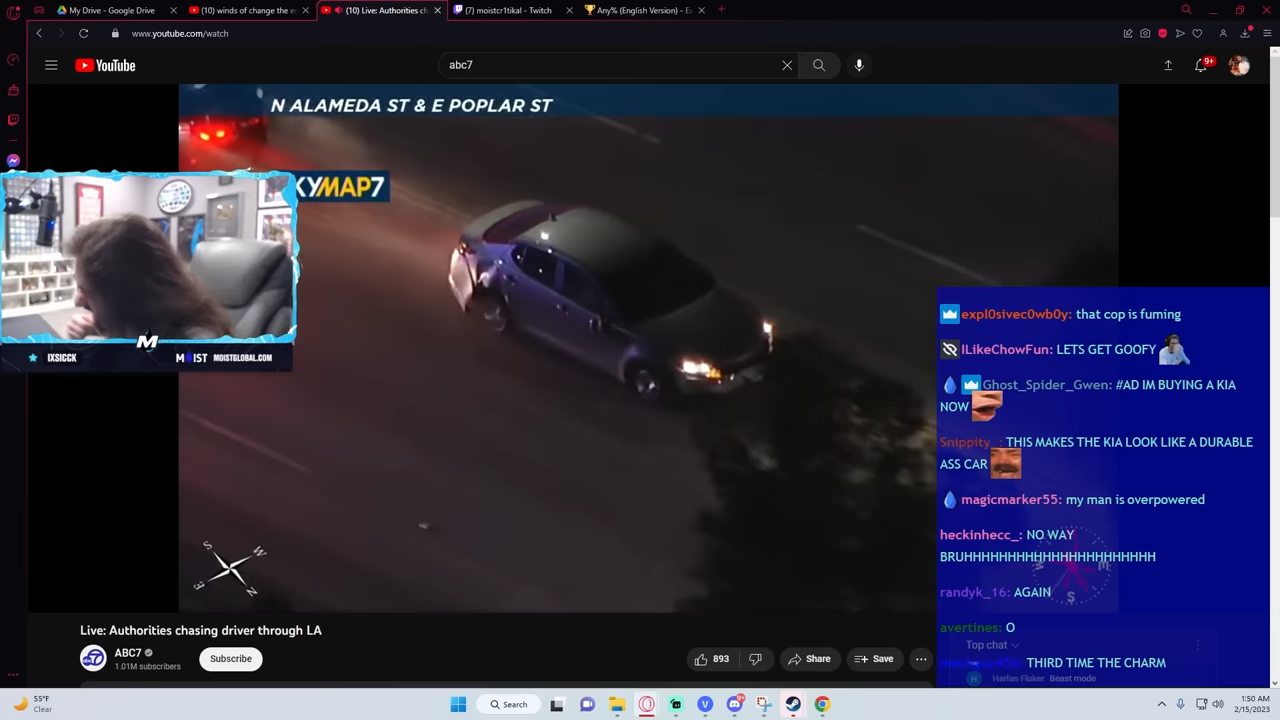 My Drive - Google Drive
(10) winds of change the e
(10) Live: Authorities ch
moistcr1tikal - Twitch
Any% (English Version) - E
www.youtube.com/watch
YouTube
abc7
9+
N ALAMEDA ST & E POPLAR ST
KYMAP7
IXSICCK
M
MOIST
MOISTGLOBAL.COM
S
W
E
N
expl0sivec0wb0y: that cop is fuming
ILikeChowFun: LETS GET GOOFY
Ghost_Spider_Gwen: #AD IM BUYING A KIA
NOW
Snippity_: THIS MAKES THE KIA LOOK LIKE A DURABLE
ASS CAR
magicmarker55: my man is overpowered
heckinhecc_: NO WAY
BRUHHHHHHHHHHHHHHHHHHHHHH
randyk_16: AGAIN
avertines: O
Top chat
THIRD TIME THE CHARM
H
Harlan Fluker Beast mode
Live: Authorities chasing driver through LA
ABC7
1.01M subscribers
Subscribe
893
Share
Save
55°F
Clear
Search
1:50 AM
2/15/2023